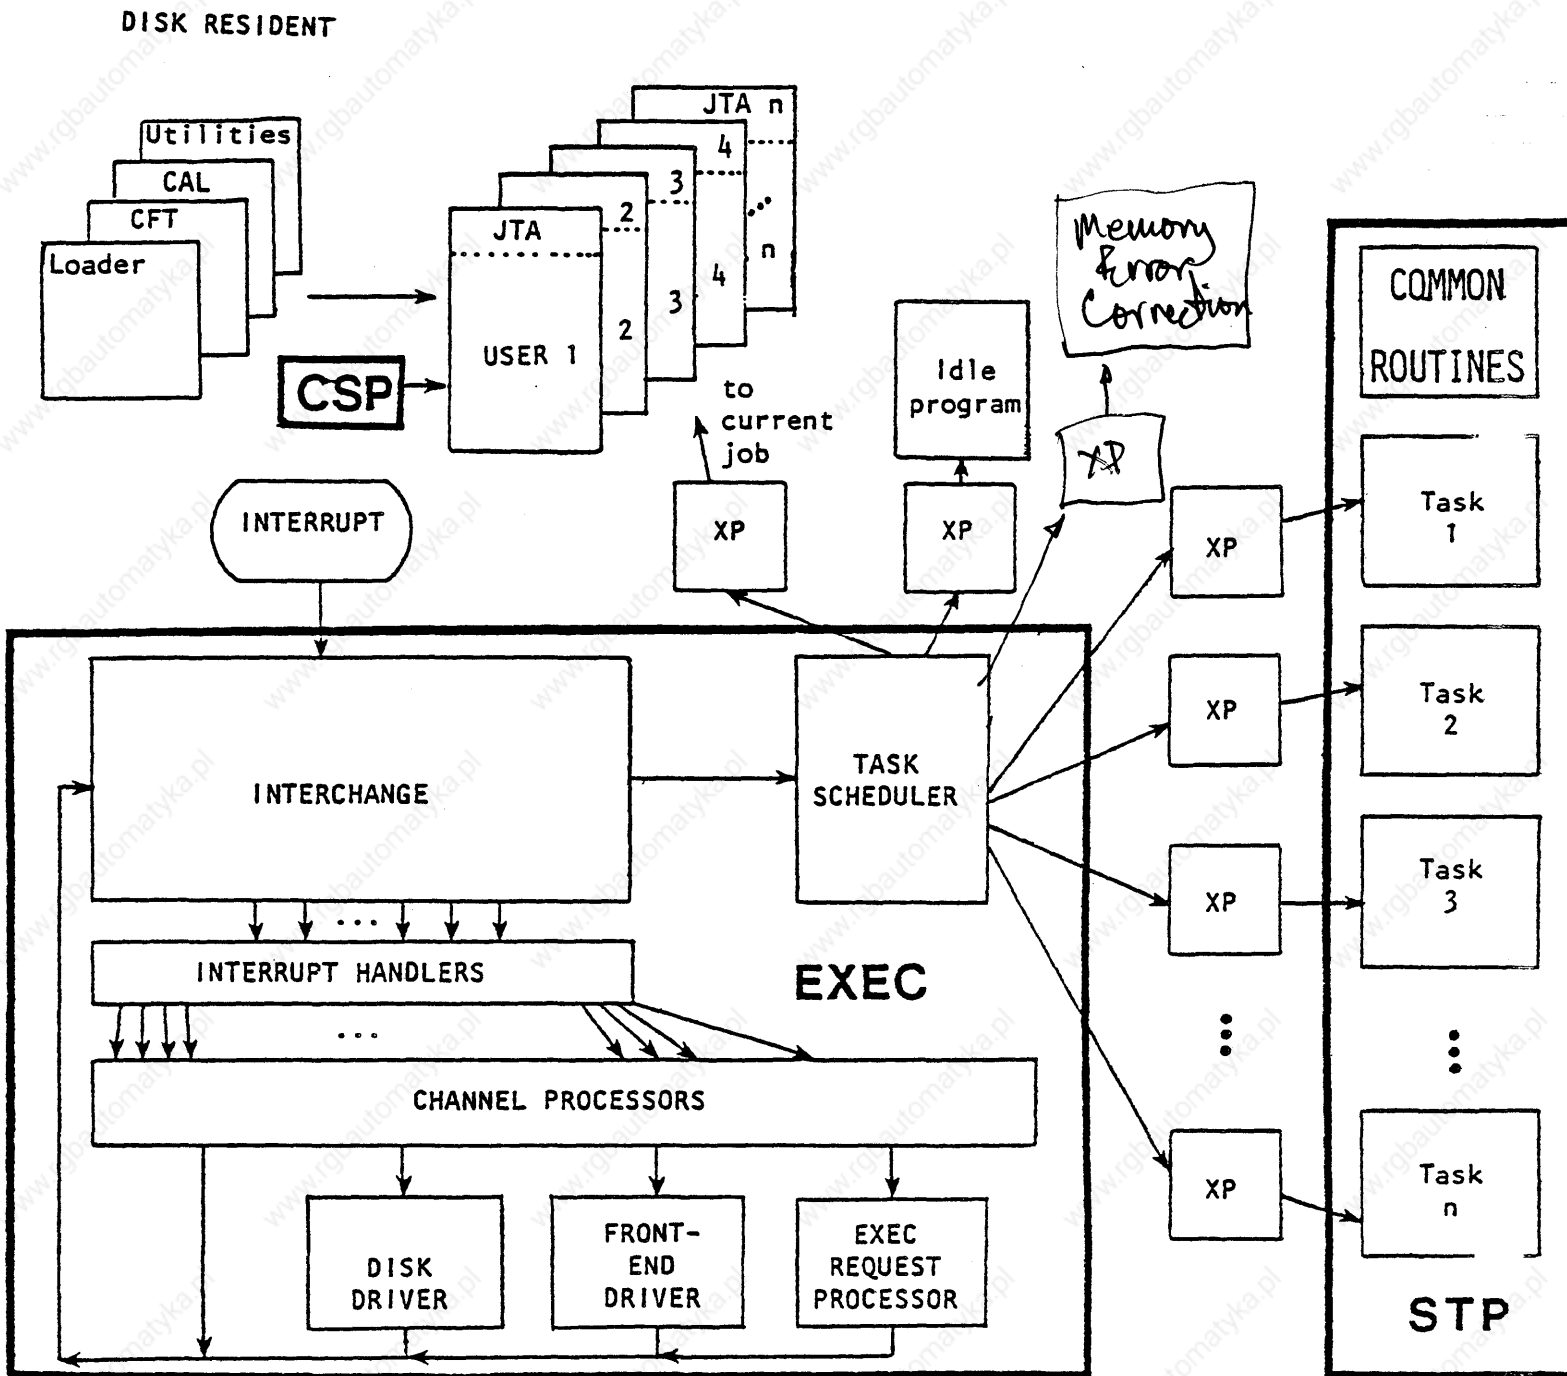 DISK RESIDENT
Utilities
CAL
CFT
Loader
JTA n
4
3
2
JTA
n
4
3
2
USER 1
CSP
to
current
job
Idle
program
Memory
Error
Correction
XP
COMMON
ROUTINES
INTERRUPT
XP
XP
XP
Task
1
XP
Task
2
INTERCHANGE
TASK
SCHEDULER
XP
Task
3
...
INTERRUPT HANDLERS
EXEC
...
CHANNEL PROCESSORS
XP
Task
n
DISK
DRIVER
FRONT-
END
DRIVER
EXEC
REQUEST
PROCESSOR
STP
www.rgbautomatyka.pl